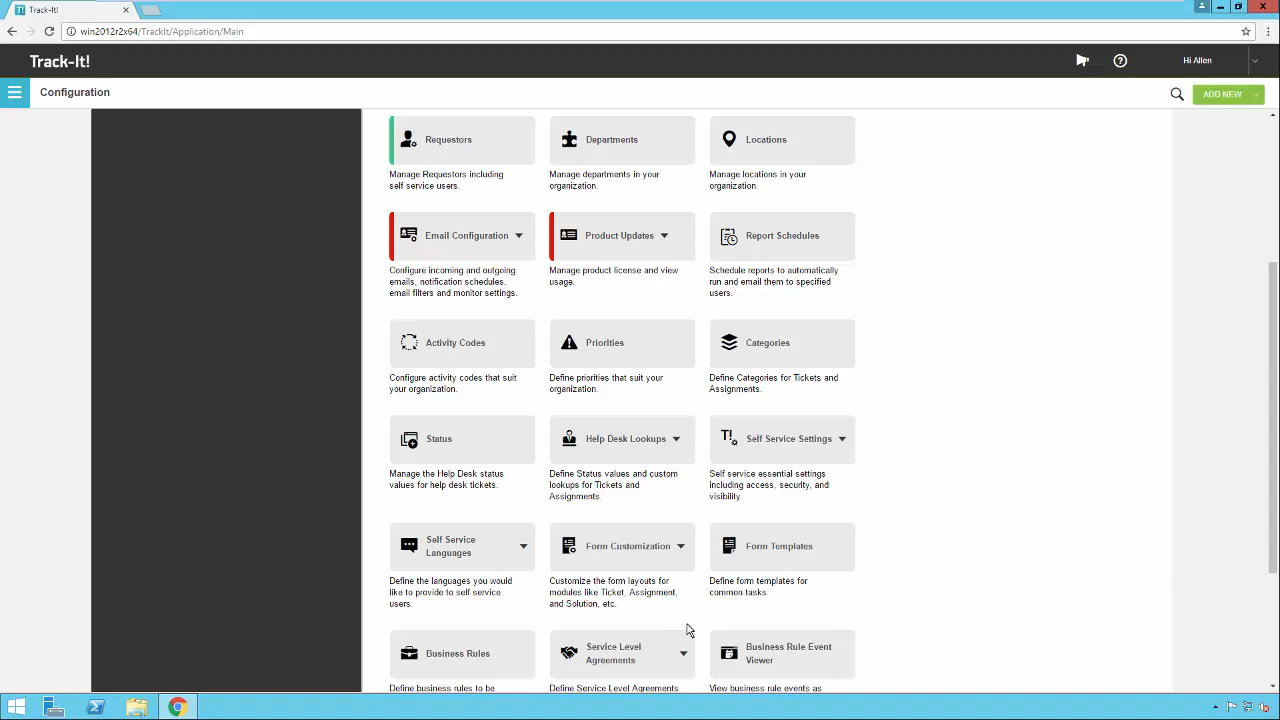 Track-It!
win2012r2x64/TrackIt/Application/Main
Track-It!
Hi Allen
Configuration
ADD NEW
Requestors
Departments
Locations
Manage Requestors including
self service users.
Manage departments in your
organization.
Manage locations in your
organization.
Email Configuration
Product Updates
Report Schedules
Configure incoming and outgoing
emails, notification schedules,
email filters and monitor settings.
Manage product license and view
usage.
Schedule reports to automatically
run and email them to specified
users.
Activity Codes
Priorities
Categories
Configure activity codes that suit
your organization.
Define priorities that suit your
organization.
Define Categories for Tickets and
Assignments.
Status
Help Desk Lookups
T!
Self Service Settings
Manage the Help Desk status
values for help desk tickets.
Define Status values and custom
lookups for Tickets and
Assignments.
Self service essential settings
including access, security, and
visibility.
Self Service
Languages
Form Customization
Form Templates
Define the languages you would
like to provide to self service
users.
Customize the form layouts for
modules like Ticket, Assignment,
and Solution, etc.
Define form templates for
common tasks.
Business Rules
Service Level
Agreements
Business Rule Event
Viewer
Define business rules to be
Define Service Level Agreements
View business rule events as